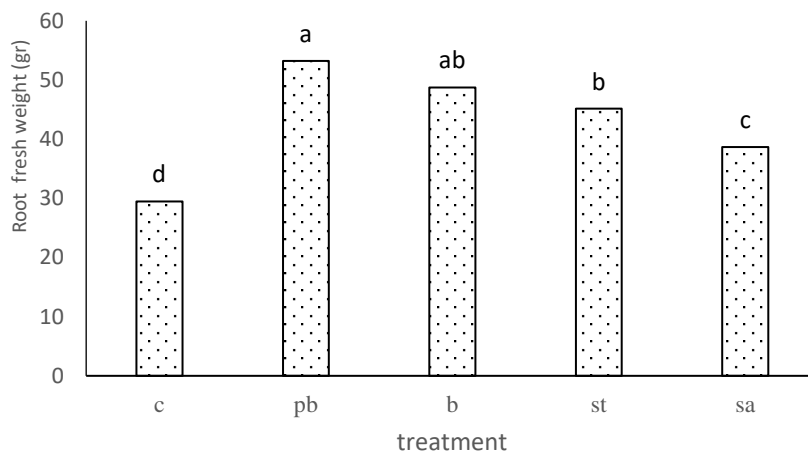 Root fresh weight (gr)
60
50
40
30
20
10
0
d
a
ab
b
c
c
pb
b
st
sa
treatment